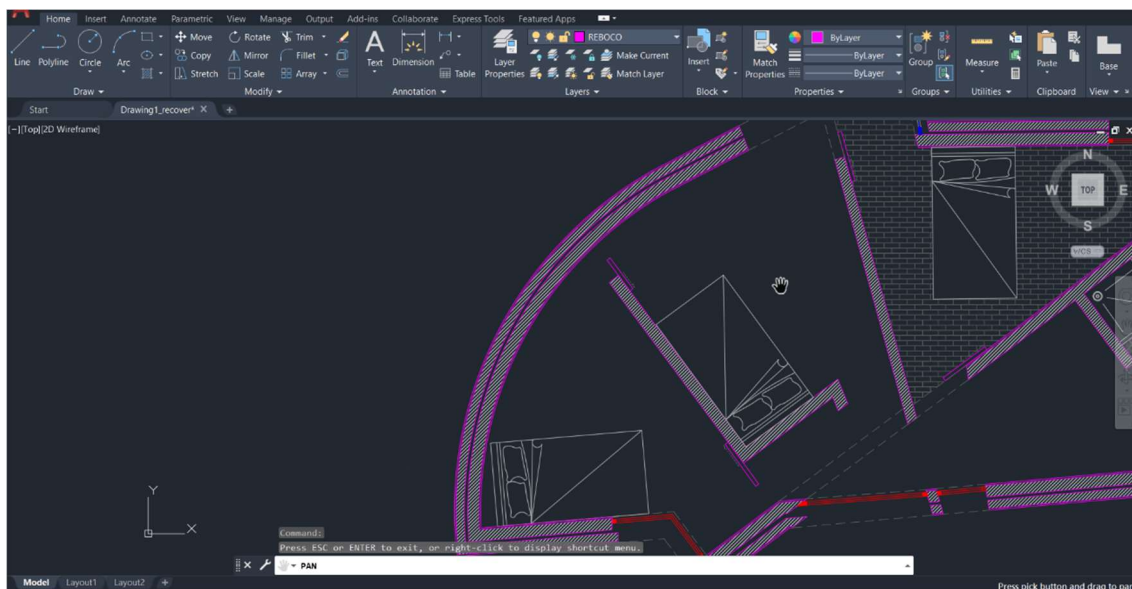 Home Insert Annotate Parametric View Manage Output Add-ins Collaborate Express Tools Featured Apps
Move Rotate Trim REBOCO ByLayer
Copy Mirror Fillet Make Current ByLayer
Line Polyline Circle Arc Text Dimension Layer Insert Match Group Measure Paste Base
Stretch Scale Array Table Properties Match Layer Properties ByLayer
Draw Modify Annotation Layers Block Properties Groups Utilities Clipboard View
Start Drawing1_recover* +
[−][Top][2D Wireframe]
N
W TOP E
S
WCS
Y
X
Command:
Press ESC or ENTER to exit, or right-click to display shortcut menu.
PAN
Model Layout1 Layout2 +
Press pick button and drag to pan